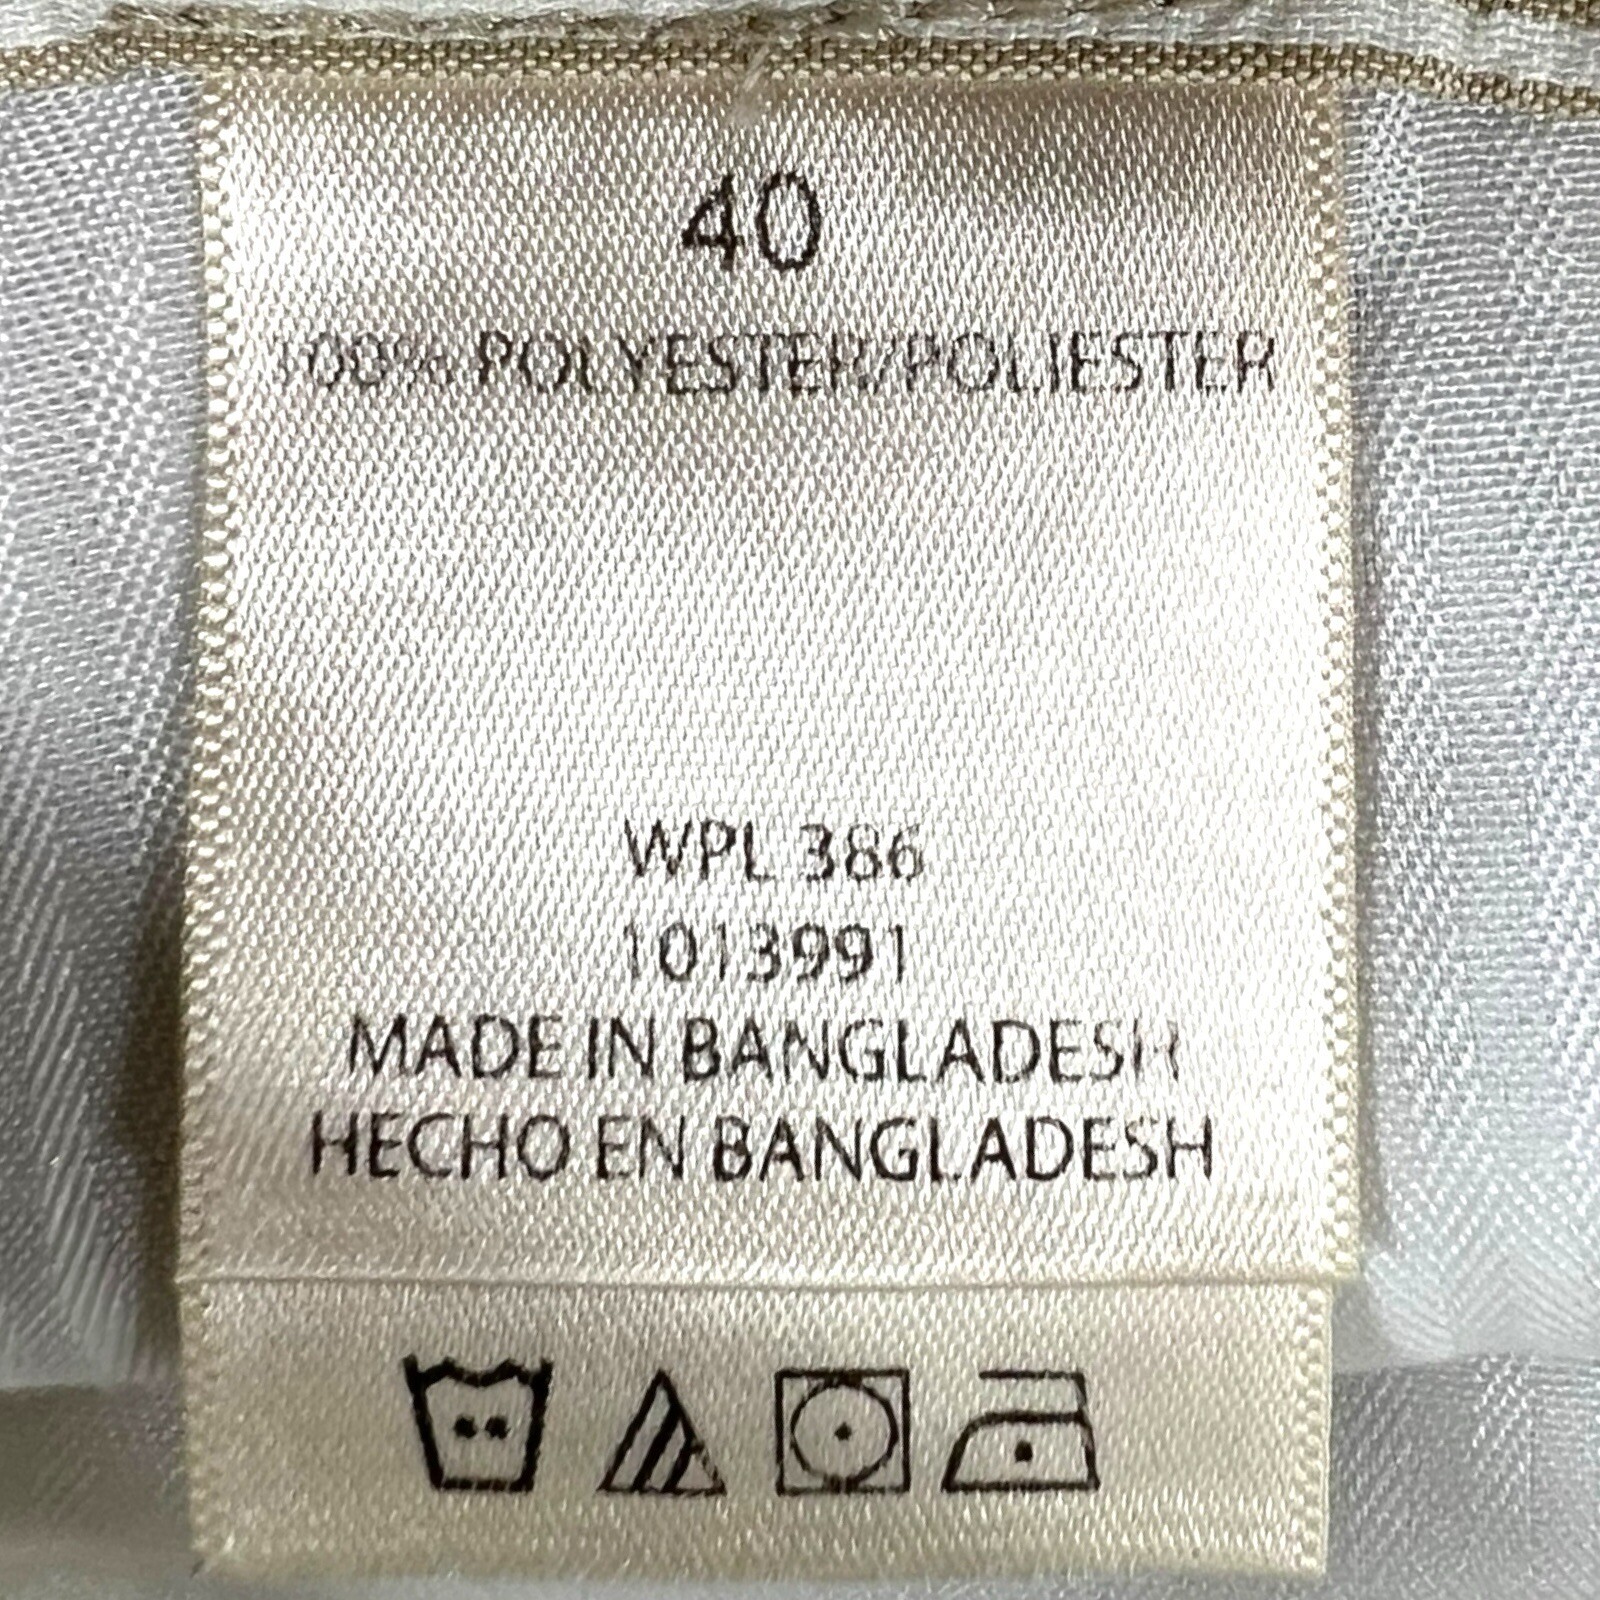 40
100% POLYESTER/POLIESTER
WPL 386
1013991
MADE IN BANGLADESH
HECHO EN BANGLADESH